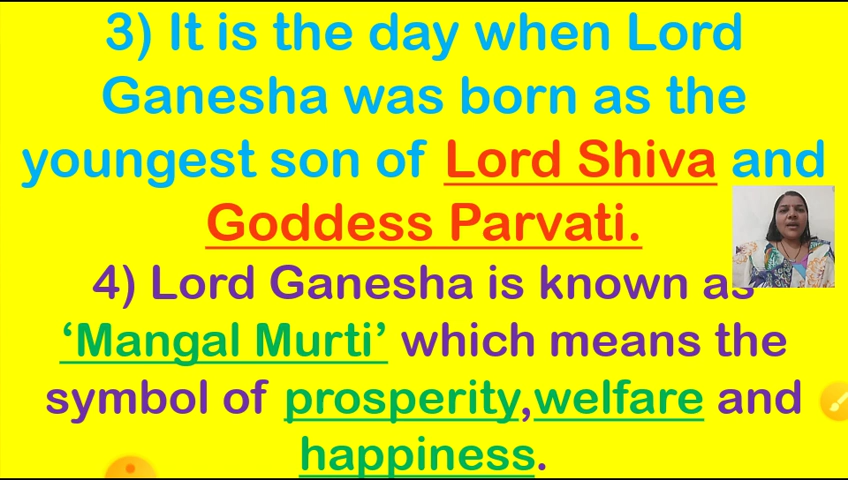 3) It is the day when Lord
Ganesha was born as the
youngest son of Lord Shiva and
Goddess Parvati.
4) Lord Ganesha is known as
‘Mangal Murti’ which means the
symbol of prosperity,welfare and
happiness.